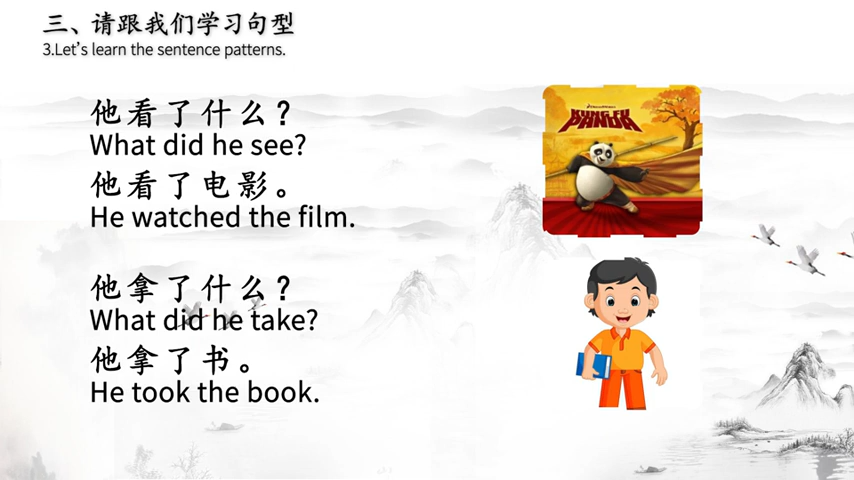 三、请跟我们学习句型
3.Let's learn the sentence patterns.
他看了什么？
What did he see?
他看了电影。
He watched the film.
KUNG FU
PANDA
他拿了什么？
What did he take?
他拿了书。
He took the book.